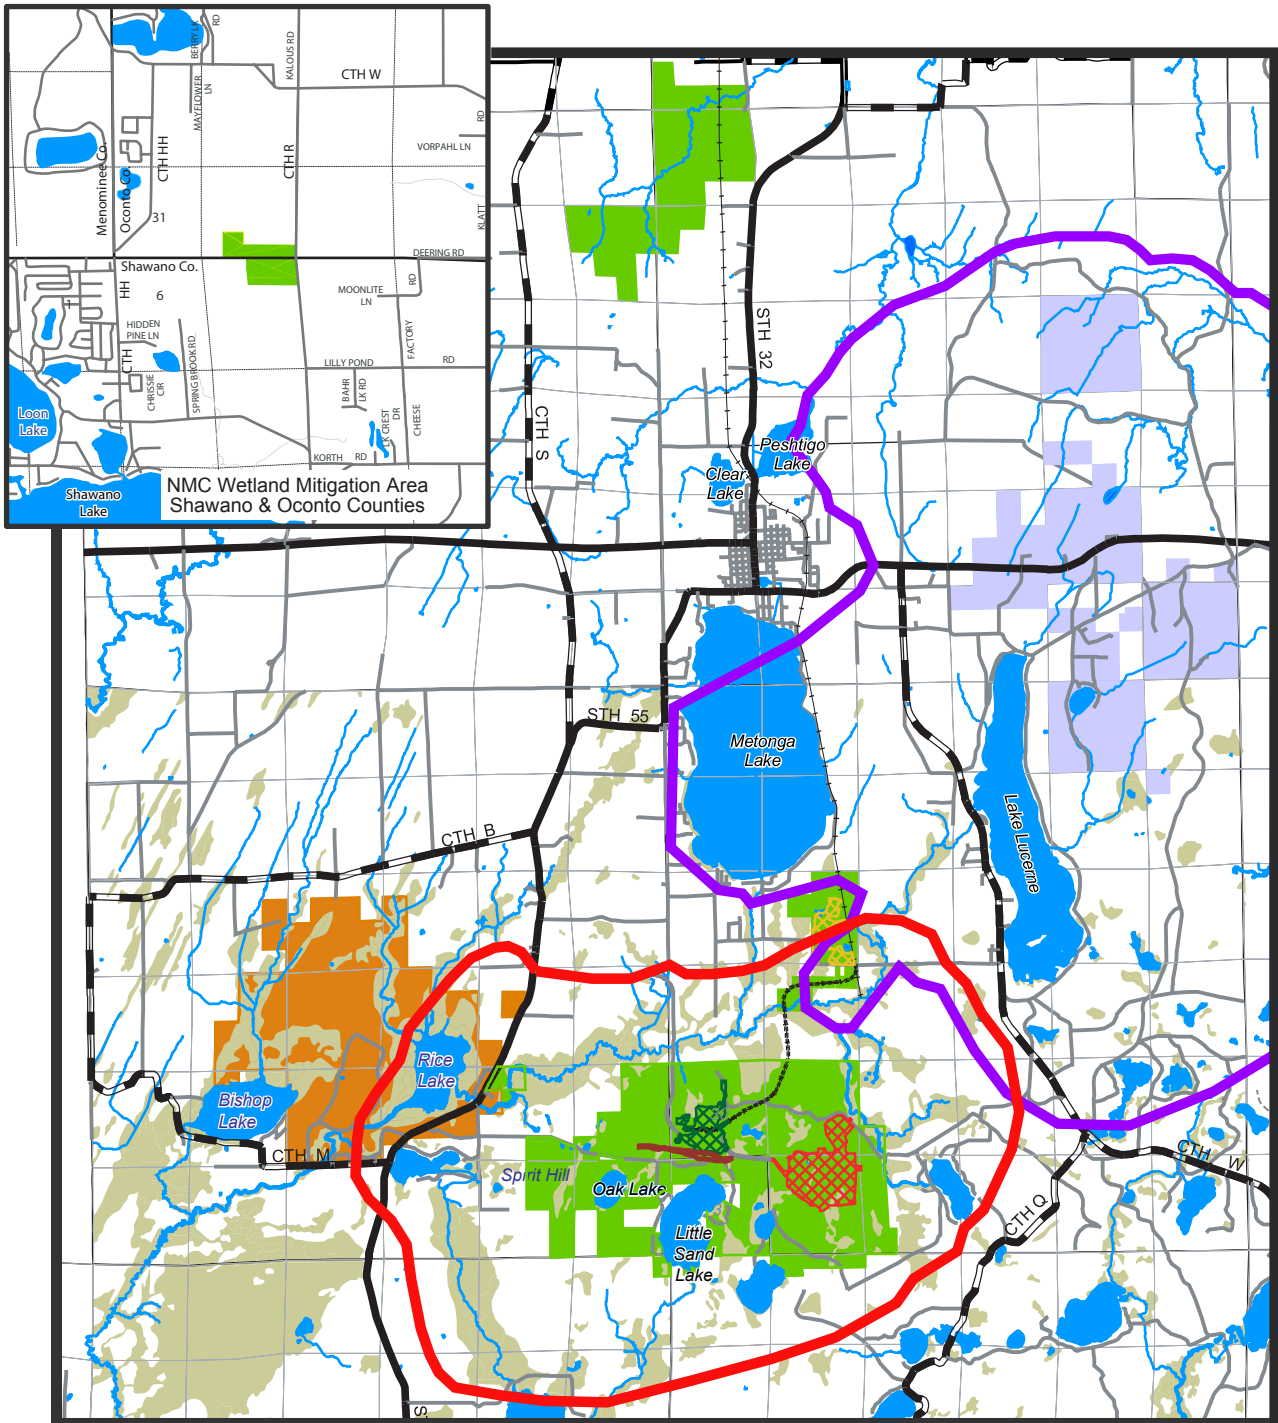 BERRY LK
RD
KALOUS RD
CTH W
MAYFLOWER
LN
RD
VORPAHL LN
Menominee Co.
Oconto Co.
CTH HH
CTH R
31
KLATT
DEERING RD
Shawano Co.
HH
6
MOONLITE
LN
RD
1
HIDDEN
PINE LN
CTH
SPRING BROOK RD
FACTORY
LILLY POND
RD
CHRISSIE
CIR
BAHR
LK RD
Loon
Lake
LK CREST
DR
CHEESE
KORTH
RD
Shawano
Lake
NMC Wetland Mitigation Area
Shawano & Oconto Counties
STH 32
CTH S
Peshtigo
Lake
Clear
Lake
STH 55
Metonga
Lake
Lake Lucerne
CTH B
Rice
Lake
Bishop
Lake
CTH M
Spirit Hill
Oak Lake
Little
Sand
Lake
CTH W
CTH Q